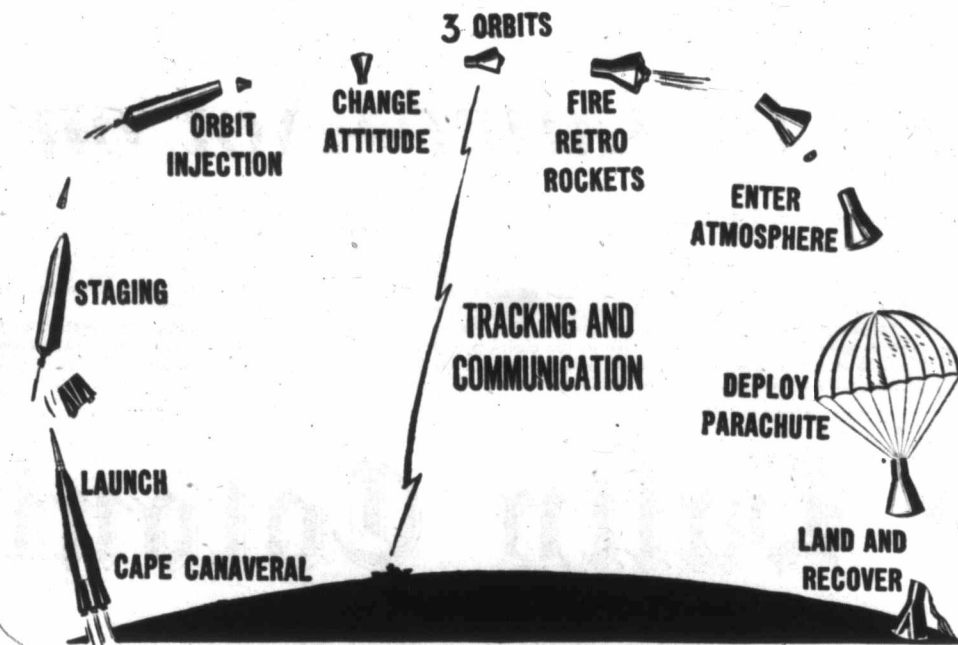 3 ORBITS
ORBIT
INJECTION
CHANGE
ATTITUDE
FIRE
RETRO
ROCKETS
ENTER
ATMOSPHERE
STAGING
TRACKING AND
COMMUNICATION
DEPLOY
PARACHUTE
LAUNCH
CAPE CANAVERAL
LAND AND
RECOVER